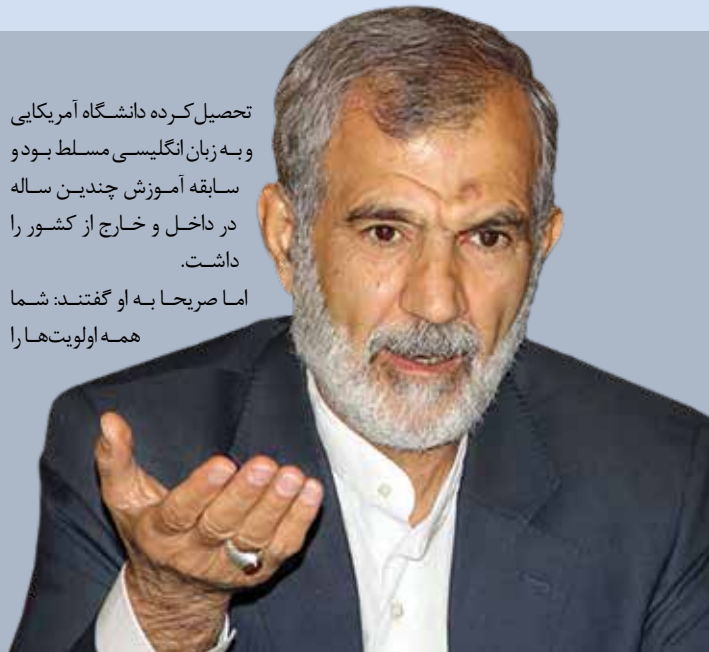 تحصیل‌کرده دانشگاه آمریکایی
و به زبان انگلیسی مسلط بود و
سابقه آموزش چندین ساله
در داخل و خارج از کشور را
داشت.
اما صریحا به او گفتند: شما
همه اولویت‌ها را